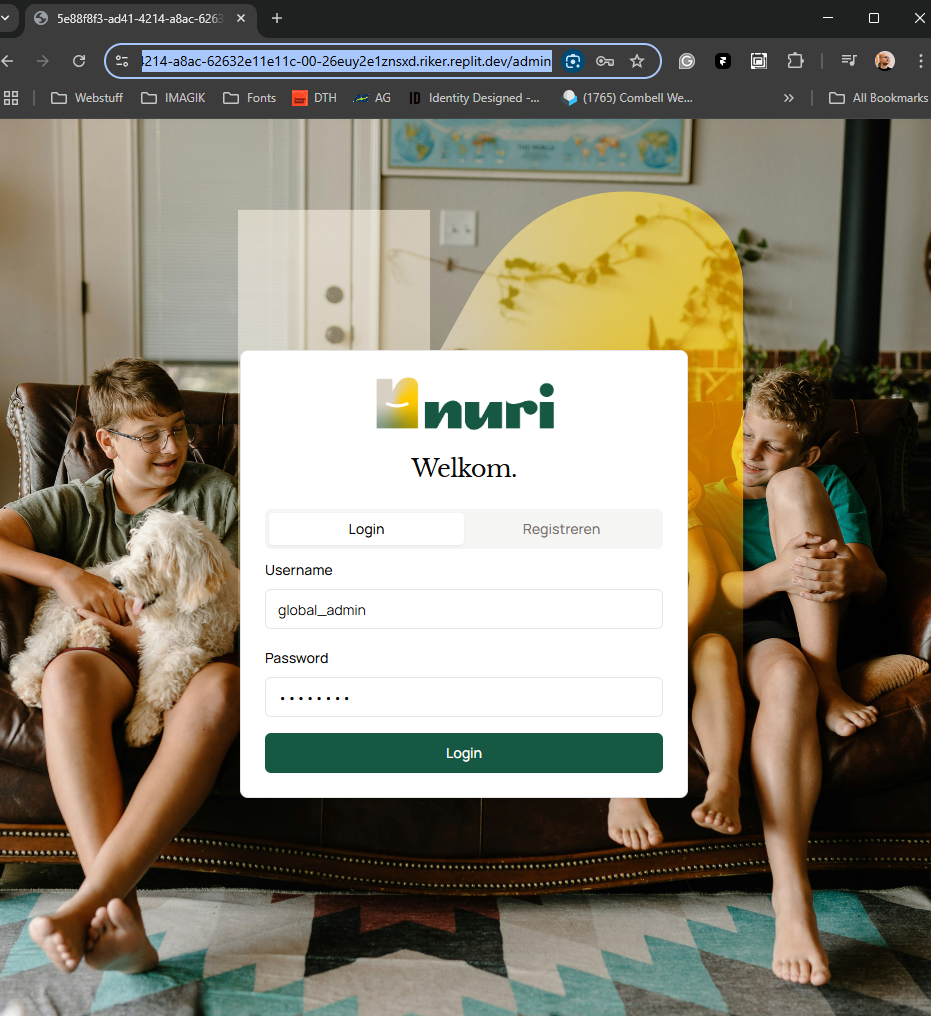 5e88f8f3-ad41-4214-a8ac-6263
4214-a8ac-62632e11e11c-00-26euy2e1znsxd.riker.replit.dev/admin
Webstuff
IMAGIK
Fonts
DTH
AG
ID
Identity Designed -...
(1765) Combell We...
All Bookmarks
THE WORLD
nuri
Welkom.
Login
Registreren
Username
global_admin
Password
Login